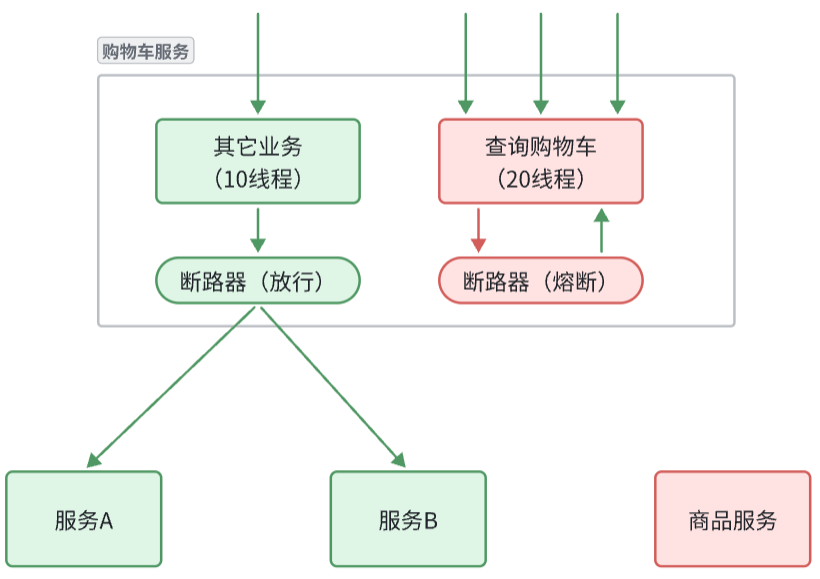 购物车服务
其它业务
（10线程）
查询购物车
（20线程）
断路器（放行）
断路器（熔断）
服务A
服务B
商品服务